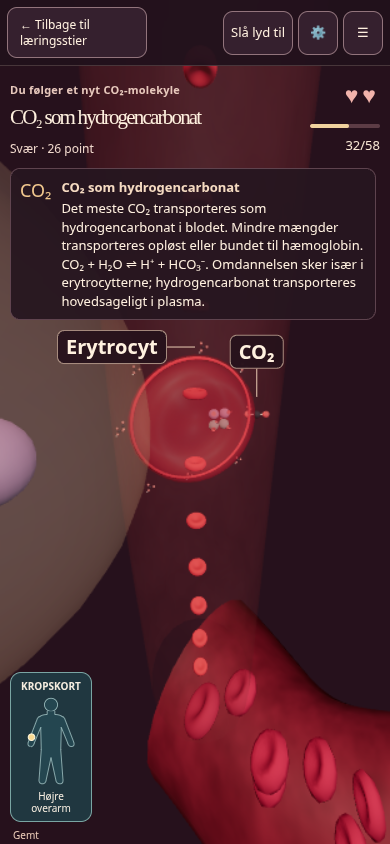 ← Tilbage til
læringsstier
Slå lyd til
Du følger et nyt CO₂-molekyle
CO₂ som hydrogencarbonat
Svær · 26 point
32/58
CO₂
CO₂ som hydrogencarbonat
Det meste CO₂ transporteres som
hydrogencarbonat i blodet. Mindre mængder
transporteres opløst eller bundet til hæmoglobin.
CO₂ + H₂O ⇌ H⁺ + HCO₃⁻. Omdannelsen sker især i
erytrocytterne; hydrogencarbonat transporteres
hovedsageligt i plasma.
Erytrocyt
CO₂
KROPSKORT
Højre
overarm
Gemt